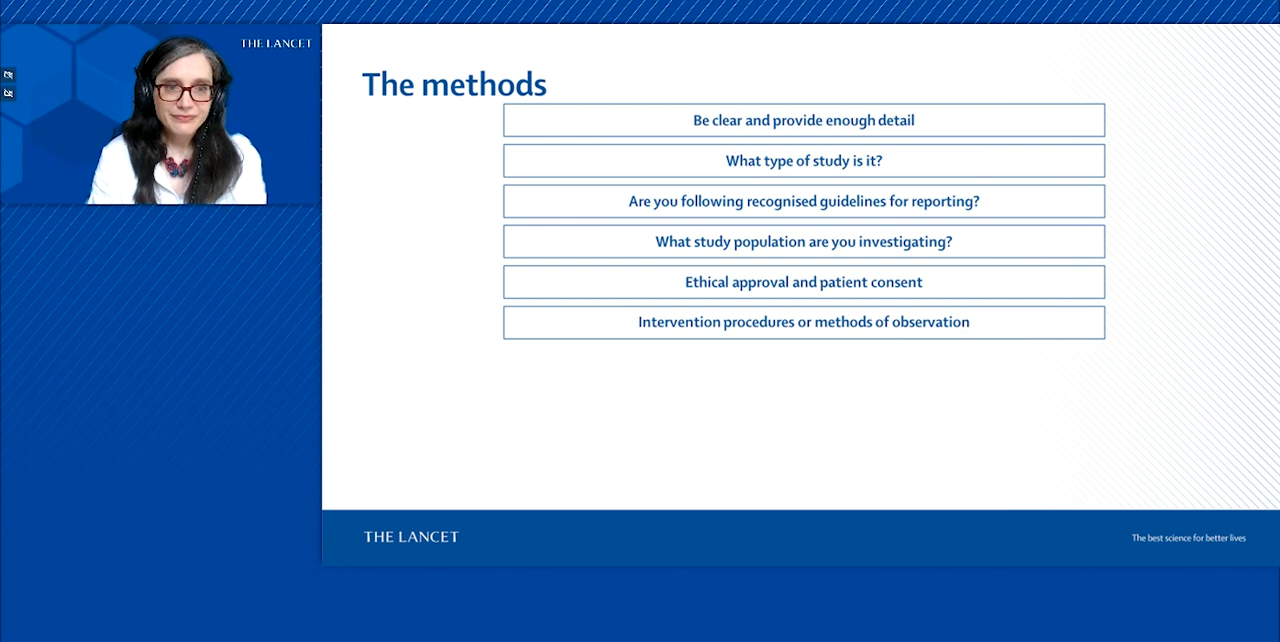 THE LANCET
The methods
Be clear and provide enough detail
What type of study is it?
Are you following recognised guidelines for reporting?
What study population are you investigating?
Ethical approval and patient consent
Intervention procedures or methods of observation
THE LANCET
The best science for better lives